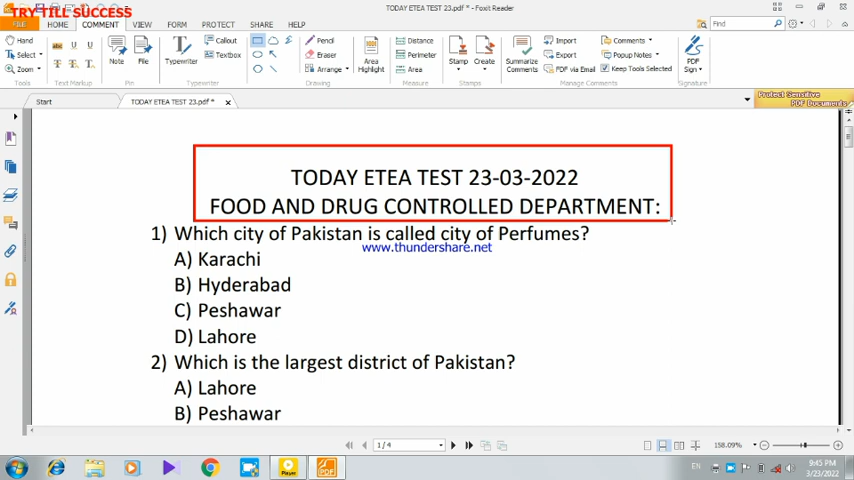 TRY TILL SUCCESS
TODAY ETEA TEST 23.pdf * - Foxit Reader
FILE HOME COMMENT VIEW FORM PROTECT SHARE HELP
Find
Hand
Select
Zoom
Tools
Text Markup
Note
File
Pin
Typewriter
Callout
Textbox
Typewriter
Pencil
Eraser
Arrange
Drawing
Area Highlight
Distance
Perimeter
Area
Measure
Stamp
Create
Stamps
Summarize Comments
Import
Export
PDF via Email
Comments
Popup Notes
Keep Tools Selected
Manage Comments
PDF Sign
Signature
Start
TODAY ETEA TEST 23.pdf *
Protect Sensitive PDF Documents
TODAY ETEA TEST 23-03-2022
FOOD AND DRUG CONTROLLED DEPARTMENT:
1) Which city of Pakistan is called city of Perfumes?
www.thundershare.net
A) Karachi
B) Hyderabad
C) Peshawar
D) Lahore
2) Which is the largest district of Pakistan?
A) Lahore
B) Peshawar
1 / 4
158.09%
Player
PDF
EN
9:45 PM
3/23/2022